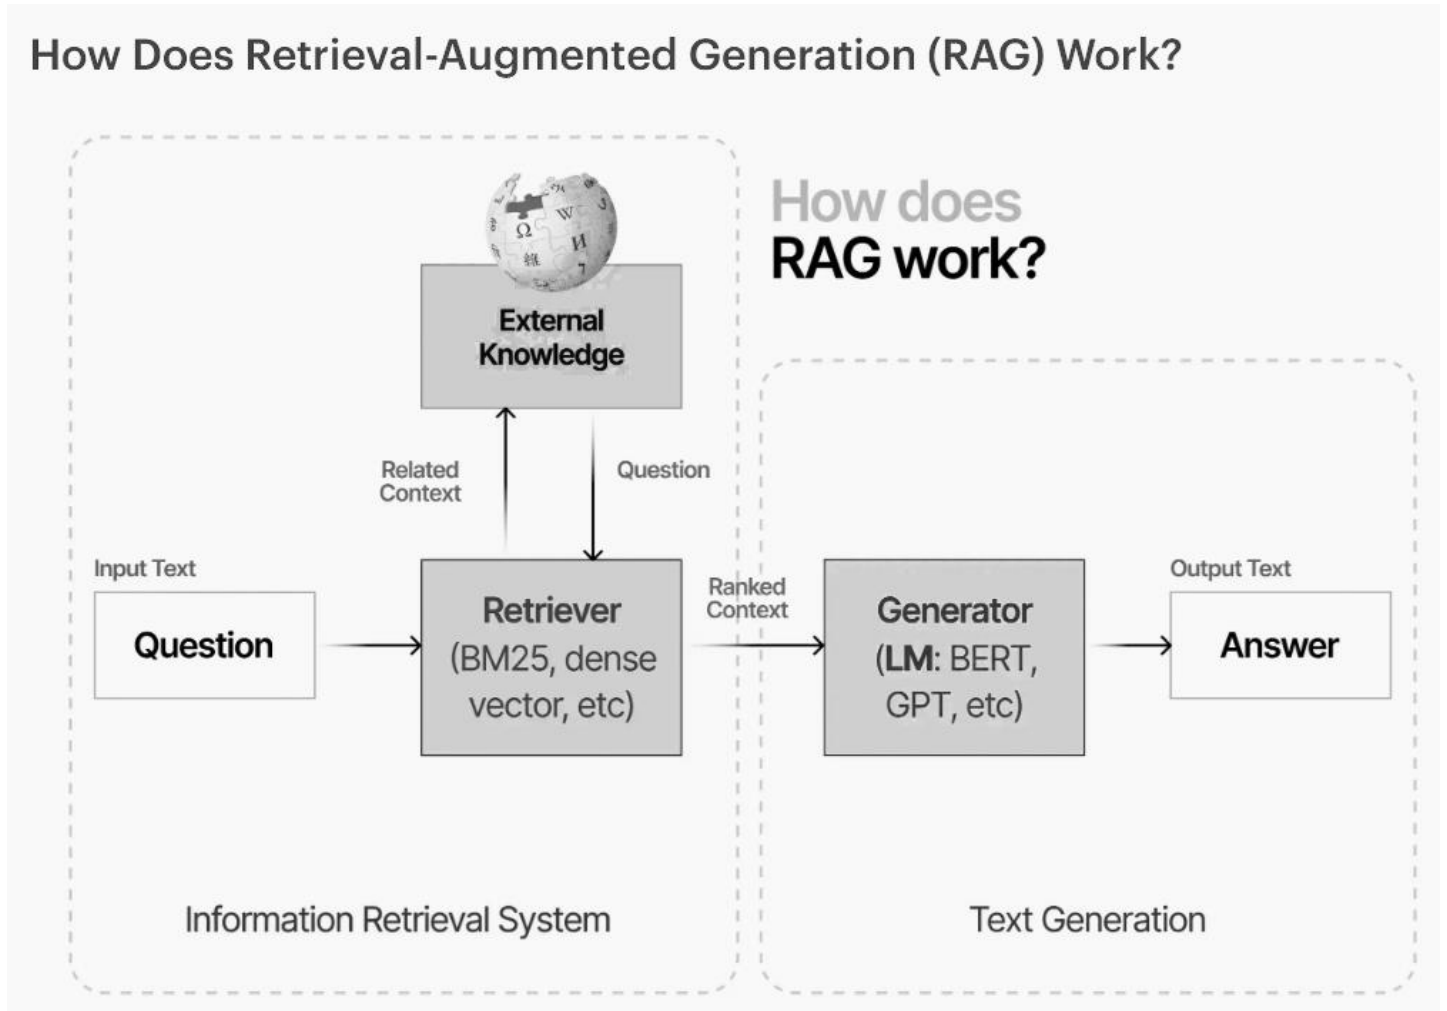 How Does Retrieval-Augmented Generation (RAG) Work?
How does
RAG work?
Ω
W
И
維
7
External
Knowledge
Related
Context
Question
Input Text
Question
Retriever
(BM25, dense
vector, etc)
Ranked
Context
Generator
(LM: BERT,
GPT, etc)
Output Text
Answer
Information Retrieval System
Text Generation